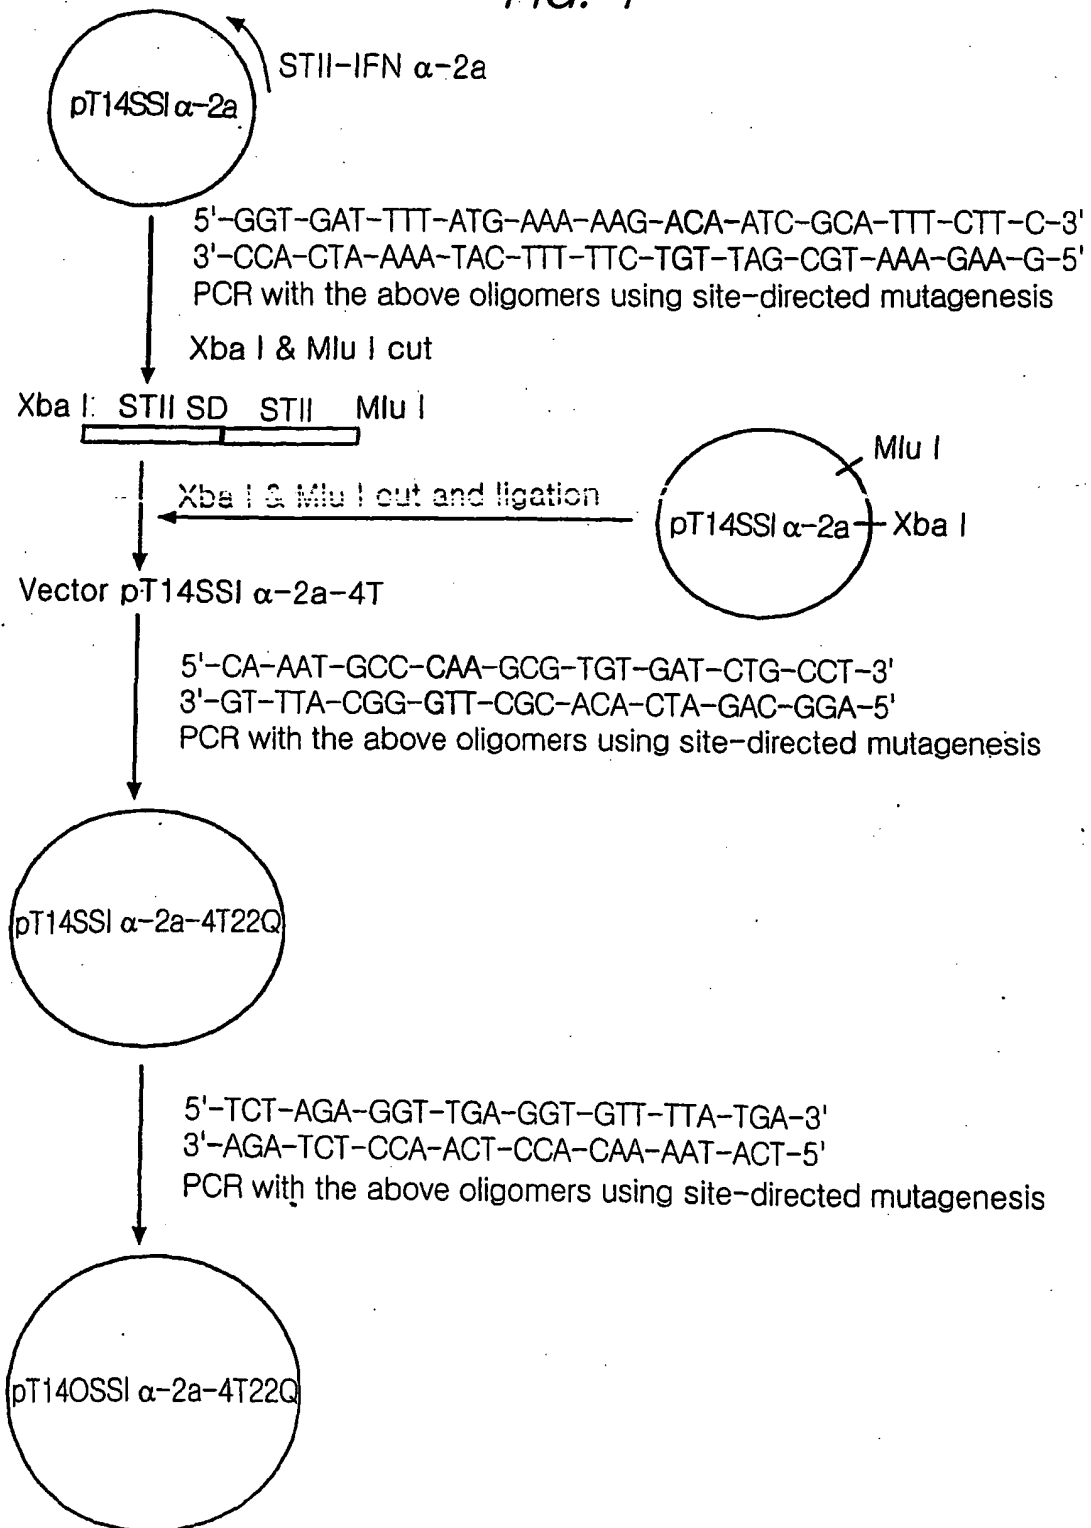 STII-IFN α-2a
pT14SSI α-2a
5'-GGT-GAT-TTT-ATG-AAA-AAG-ACA-ATC-GCA-TTT-CTT-C-3'
3'-CCA-CTA-AAA-TAC-TTT-TTC-TGT-TAG-CGT-AAA-GAA-G-5'
PCR with the above oligomers using site-directed mutagenesis
Xba I & Mlu I cut
Xba I: STII SD STII Mlu I
Mlu I
Xba I & Mlu I cut and ligation
pT14SSI α-2a
Xba I
Vector pT14SSI α-2a-4T
5'-CA-AAT-GCC-CAA-GCG-TGT-GAT-CTG-CCT-3'
3'-GT-TTA-CGG-GTT-CGC-ACA-CTA-GAC-GGA-5'
PCR with the above oligomers using site-directed mutagenesis
pT14SSI α-2a-4T22Q
5'-TCT-AGA-GGT-TGA-GGT-GTT-TTA-TGA-3'
3'-AGA-TCT-CCA-ACT-CCA-CAA-AAT-ACT-5'
PCR with the above oligomers using site-directed mutagenesis
pT14OSSI α-2a-4T22Q